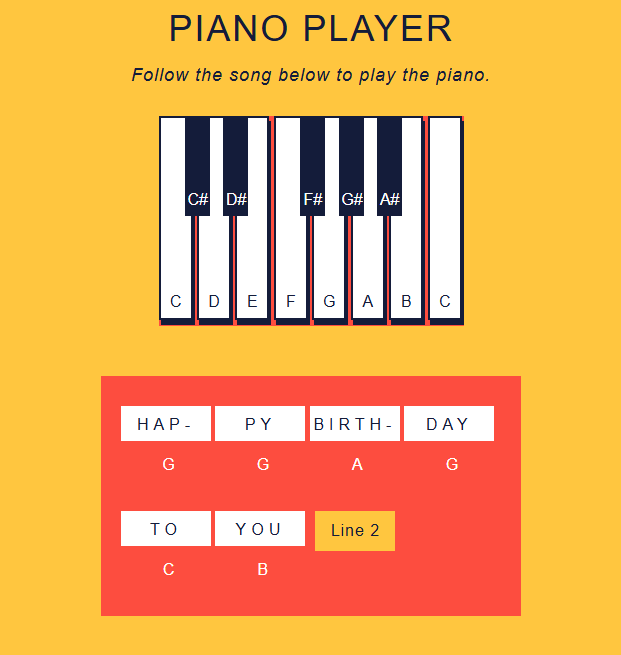 PIANO PLAYER
Follow the song below to play the piano.
C# D# F# G# A#
C D E F G A B C
HAP- PY BIRTH- DAY
G G A G
TO YOU Line 2
C B